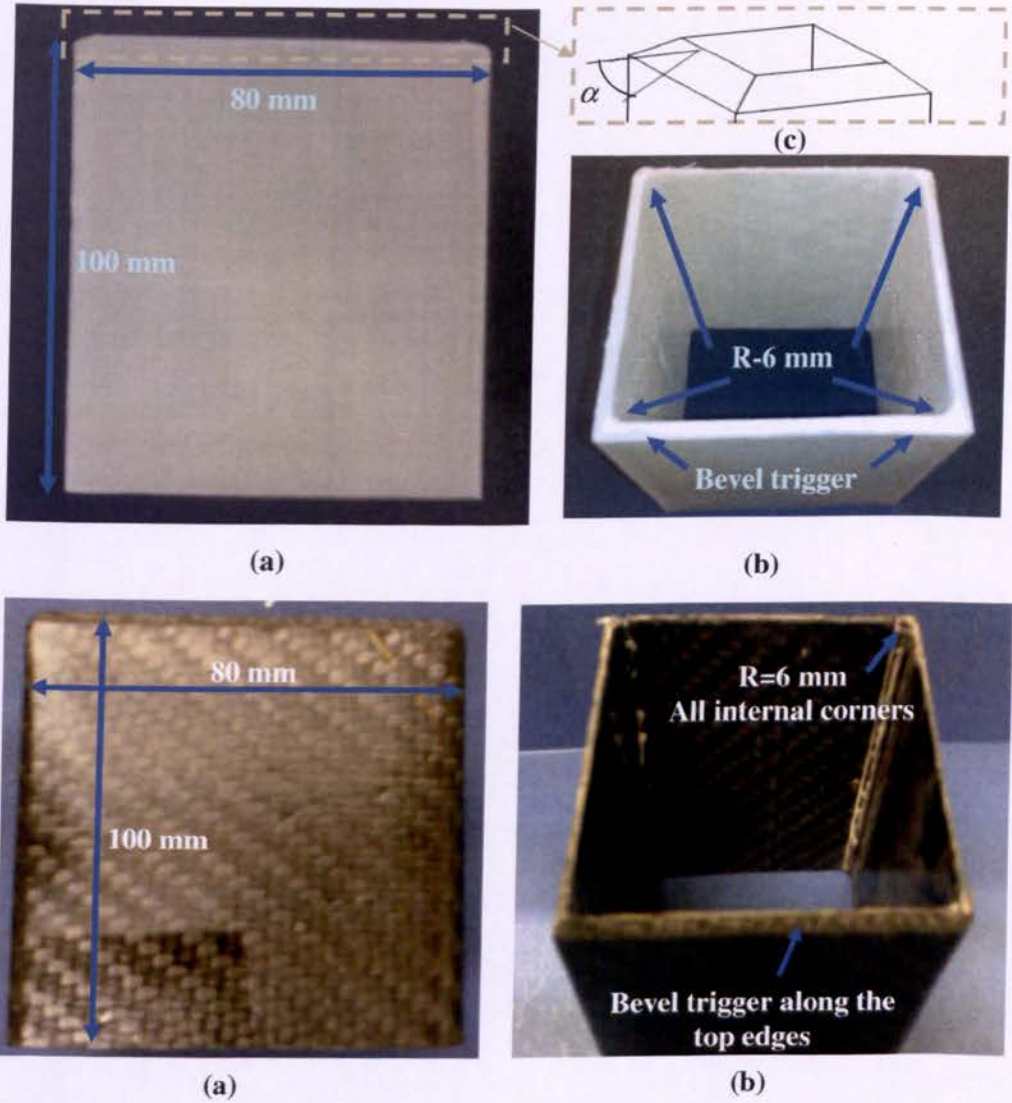 80 mm
100 mm
(a)
α
(c)
R-6 mm
Bevel trigger
(b)
80 mm
100 mm
(a)
R=6 mm
All internal corners
Bevel trigger along the
top edges
(b)